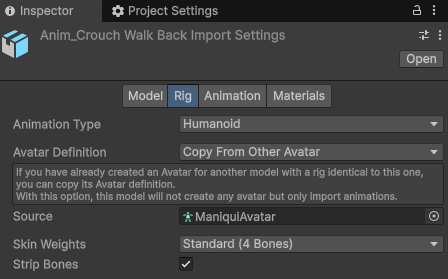 Inspector Project Settings
Anim_Crouch Walk Back Import Settings
Open
Model Rig Animation Materials
Animation Type Humanoid
Avatar Definition Copy From Other Avatar
If you have already created an Avatar for another model with a rig identical to this one,
you can copy its Avatar definition.
With this option, this model will not create any avatar but only import animations.
Source ManiquiAvatar
Skin Weights Standard (4 Bones)
Strip Bones